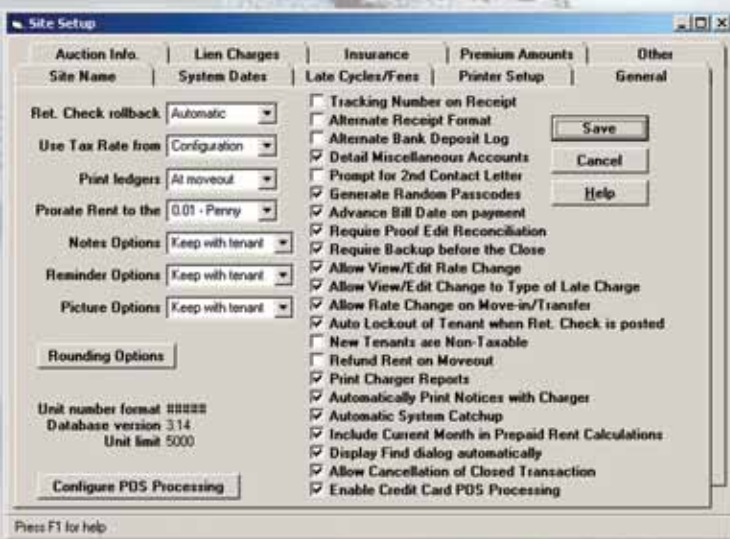 Site Setup
Auction Info.
Lien Charges
Insurance
Premium Amounts
Other
Site Name
System Dates
Late Cycles/Fees
Printer Setup
General
Ret. Check rollback Automatic
Use Tax Rate from Configuration
Print ledgers At moveout
Prorate Rent to the 0.01 - Penny
Notes Options Keep with tenant
Reminder Options Keep with tenant
Picture Options Keep with tenant
Rounding Options
Unit number format #####
Database version 3.14
Unit limit 5000
Configure POS Processing
Tracking Number on Receipt
Alternate Receipt Format
Alternate Bank Deposit Log
Detail Miscellaneous Accounts
Prompt for 2nd Contact Letter
Generate Random Passcodes
Advance Bill Date on payment
Require Proof Edit Reconciliation
Require Backup before the Close
Allow View/Edit Rate Change
Allow View/Edit Change to Type of Late Charge
Allow Rate Change on Move-in/Transfer
Auto Lockout of Tenant when Ret. Check is posted
New Tenants are Non-Taxable
Refund Rent on Moveout
Print Charger Reports
Automatically Print Notices with Charger
Automatic System Catchup
Include Current Month in Prepaid Rent Calculations
Display Find dialog automatically
Allow Cancellation of Closed Transaction
Enable Credit Card POS Processing
Save
Cancel
Help
Press F1 for help